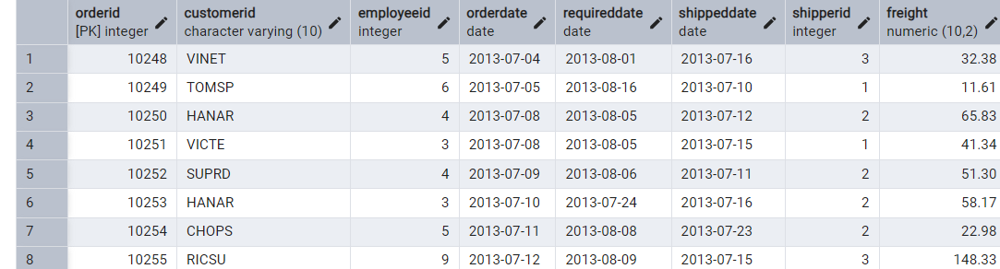 orderid customerid employeeid orderdate requireddate shippeddate shipperid freight
[PK] integer character varying (10) integer date date date integer numeric (10,2)
1 10248 VINET 5 2013-07-04 2013-08-01 2013-07-16 3 32.38
2 10249 TOMSP 6 2013-07-05 2013-08-16 2013-07-10 1 11.61
3 10250 HANAR 4 2013-07-08 2013-08-05 2013-07-12 2 65.83
4 10251 VICTE 3 2013-07-08 2013-08-05 2013-07-15 1 41.34
5 10252 SUPRD 4 2013-07-09 2013-08-06 2013-07-11 2 51.30
6 10253 HANAR 3 2013-07-10 2013-07-24 2013-07-16 2 58.17
7 10254 CHOPS 5 2013-07-11 2013-08-08 2013-07-23 2 22.98
8 10255 RICSU 9 2013-07-12 2013-08-09 2013-07-15 3 148.33